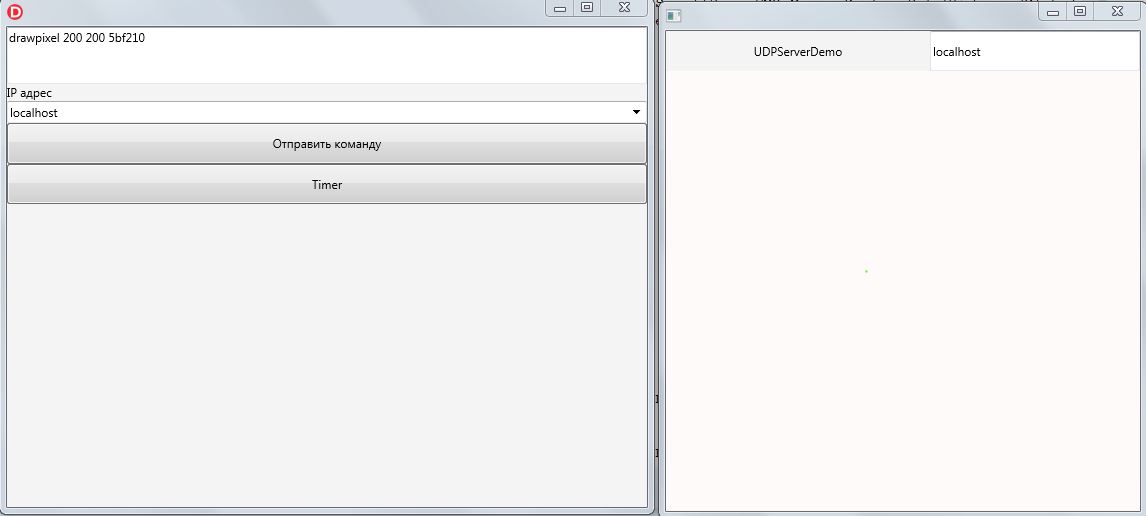 D
drawpixel 200 200 5bf210
IP адрес
localhost
Отправить команду
Timer
UDPServerDemo
localhost